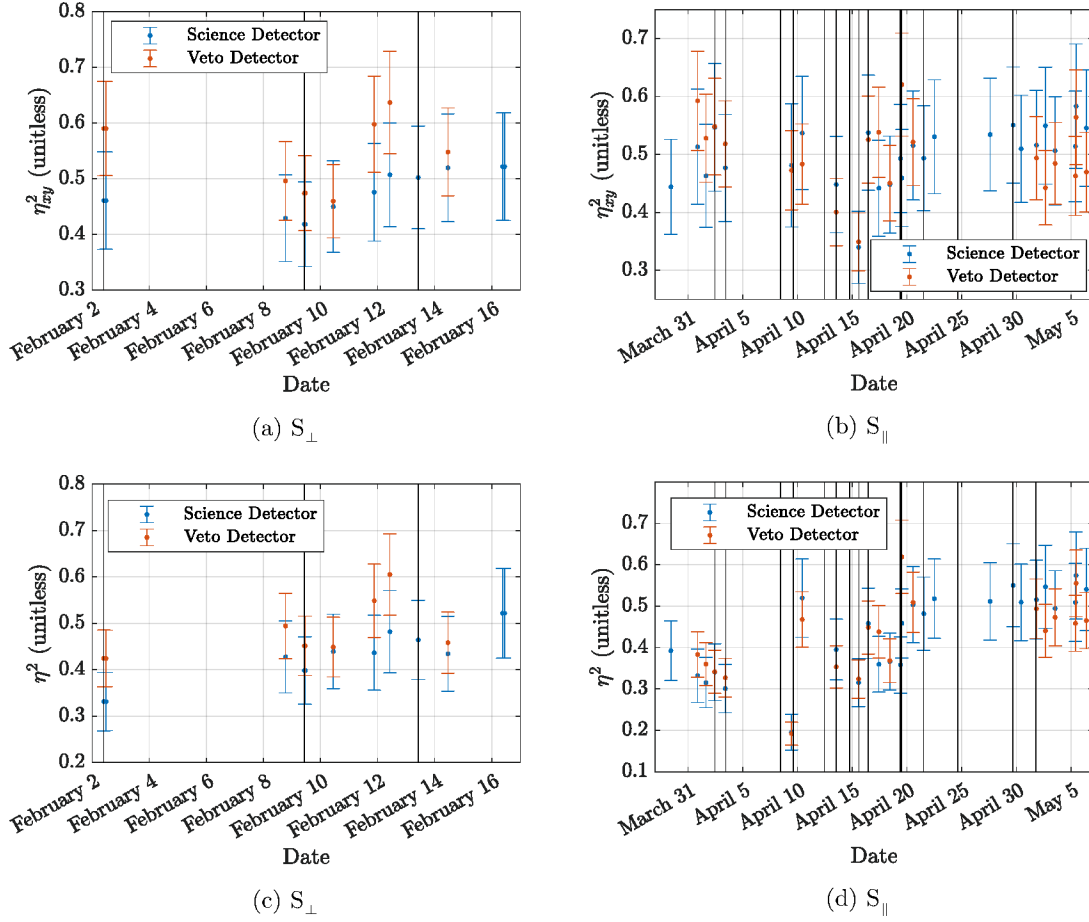 0.8
0.7
0.6
0.5
0.4
0.3
η²xy (unitless)
Science Detector
Veto Detector
February 2
February 4
February 6
February 8
February 10
February 12
February 14
February 16
Date
(a) S⊥
0.7
0.6
0.5
0.4
0.3
η²xy (unitless)
Science Detector
Veto Detector
March 31
April 5
April 10
April 15
April 20
April 25
April 30
May 5
Date
(b) S∥
0.8
0.7
0.6
0.5
0.4
0.3
0.2
η² (unitless)
Science Detector
Veto Detector
February 2
February 4
February 6
February 8
February 10
February 12
February 14
February 16
Date
(c) S⊥
0.7
0.6
0.5
0.4
0.3
0.2
0.1
η² (unitless)
Science Detector
Veto Detector
March 31
April 5
April 10
April 15
April 20
April 25
April 30
May 5
Date
(d) S∥